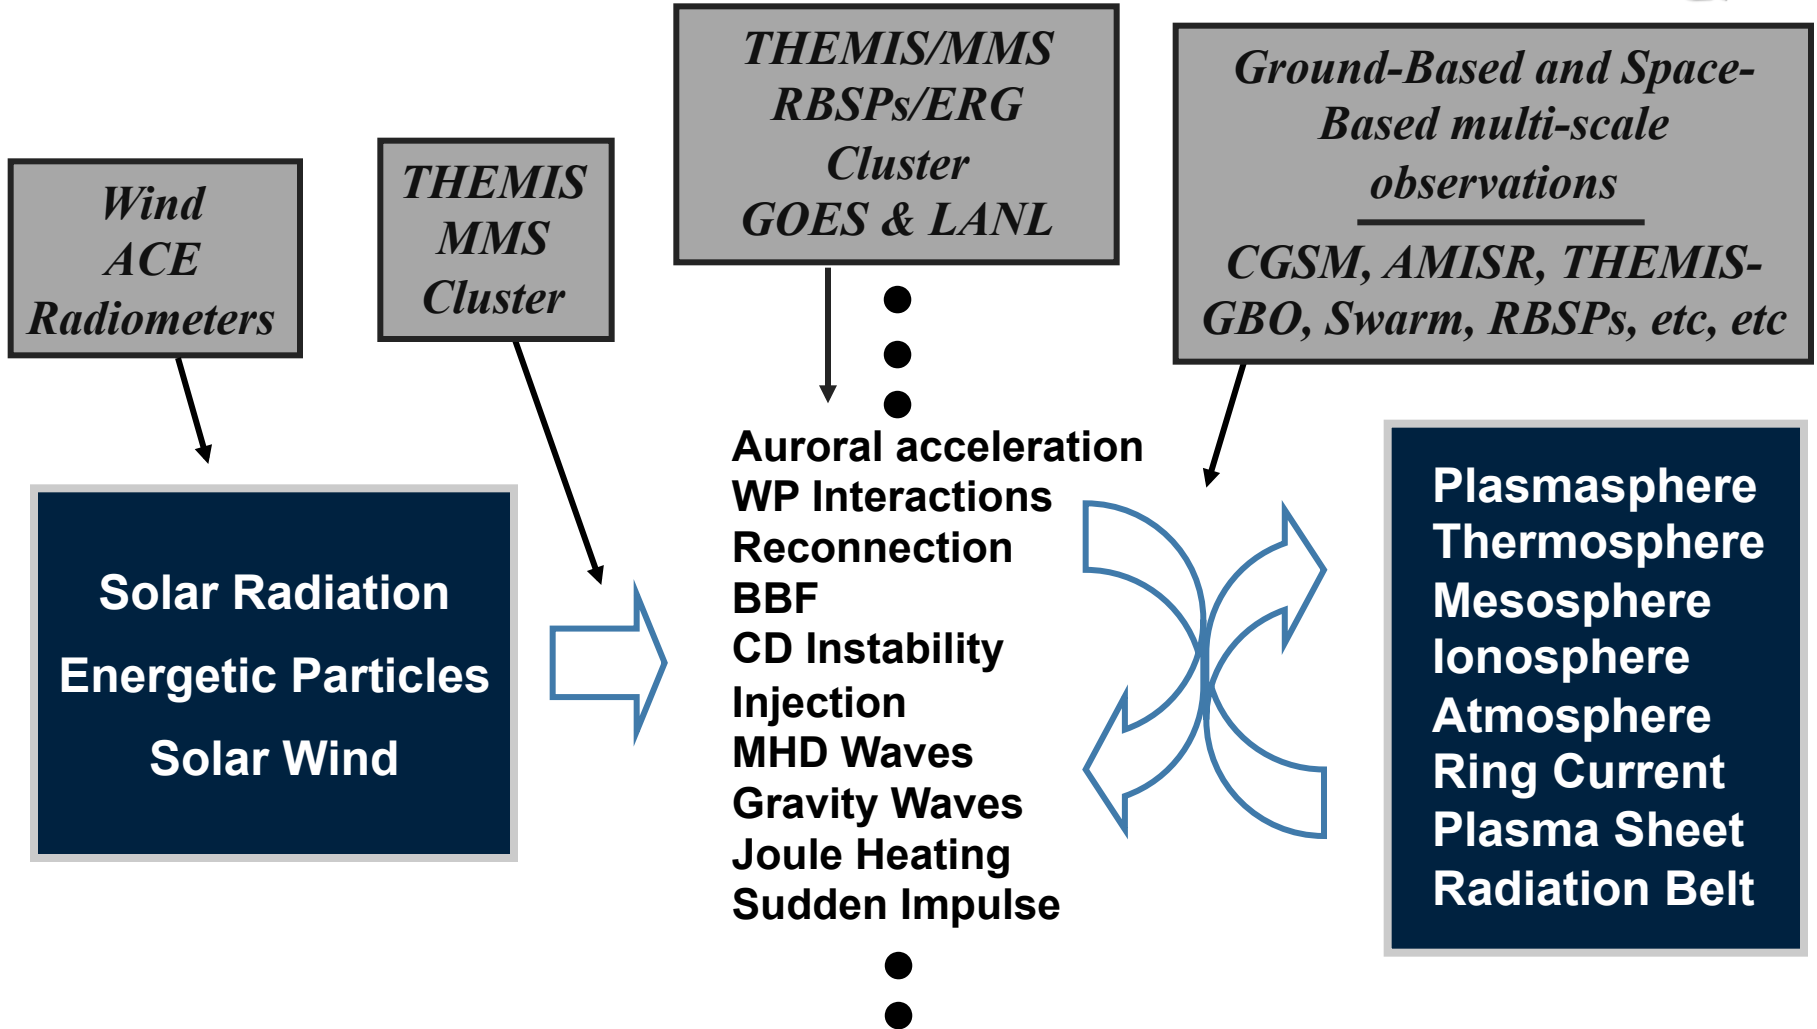 Wind
ACE
Radiometers
THEMIS
MMS
Cluster
THEMIS/MMS
RBSPs/ERG
Cluster
GOES & LANL
Ground-Based and Space-
Based multi-scale
observations
CGSM, AMISR, THEMIS-
GBO, Swarm, RBSPs, etc, etc
Solar Radiation
Energetic Particles
Solar Wind
Auroral acceleration
WP Interactions
Reconnection
BBF
CD Instability
Injection
MHD Waves
Gravity Waves
Joule Heating
Sudden Impulse
Plasmasphere
Thermosphere
Mesosphere
Ionosphere
Atmosphere
Ring Current
Plasma Sheet
Radiation Belt